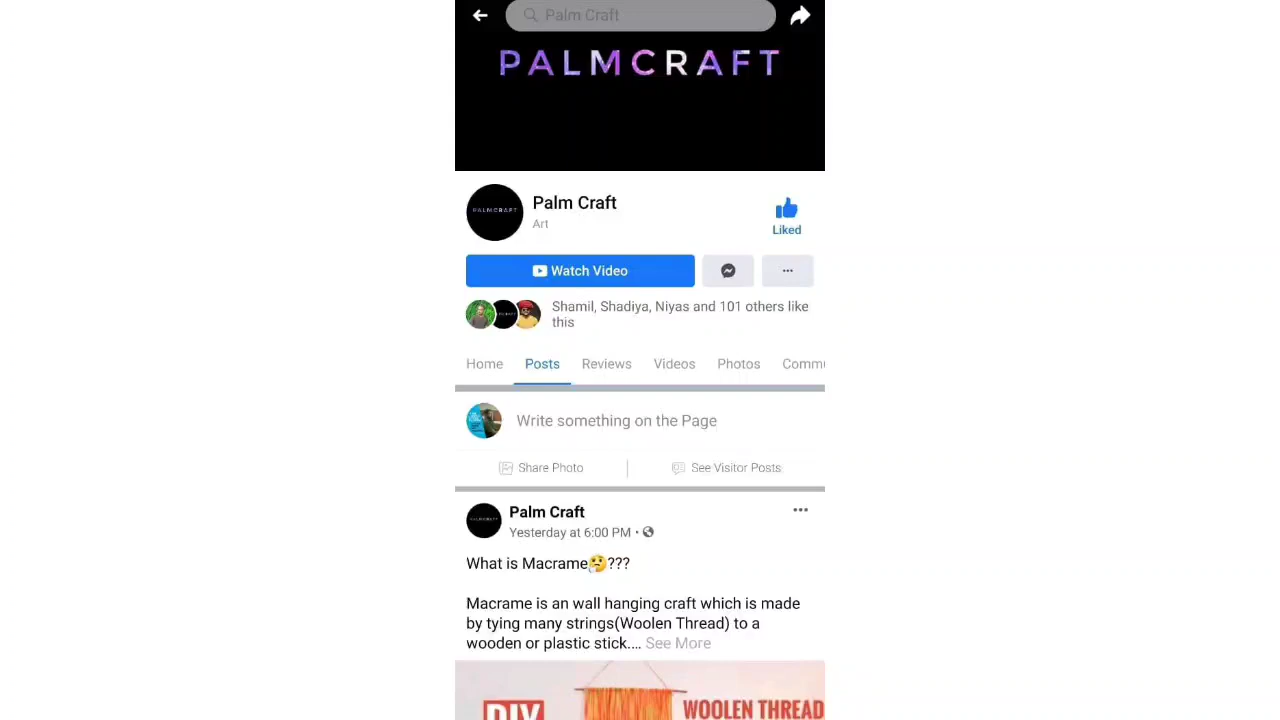 Palm Craft
PALMCRAFT
PALMCRAFT
Palm Craft
Art
Liked
Watch Video
Shamil, Shadiya, Niyas and 101 others like
this
Home Posts Reviews Videos Photos Commu
Write something on the Page
Share Photo See Visitor Posts
PALMCRAFT
Palm Craft
Yesterday at 6:00 PM •
What is Macrame🤔???
Macrame is an wall hanging craft which is made
by tying many strings(Woolen Thread) to a
wooden or plastic stick.... See More
DIY WOOLEN THREAD